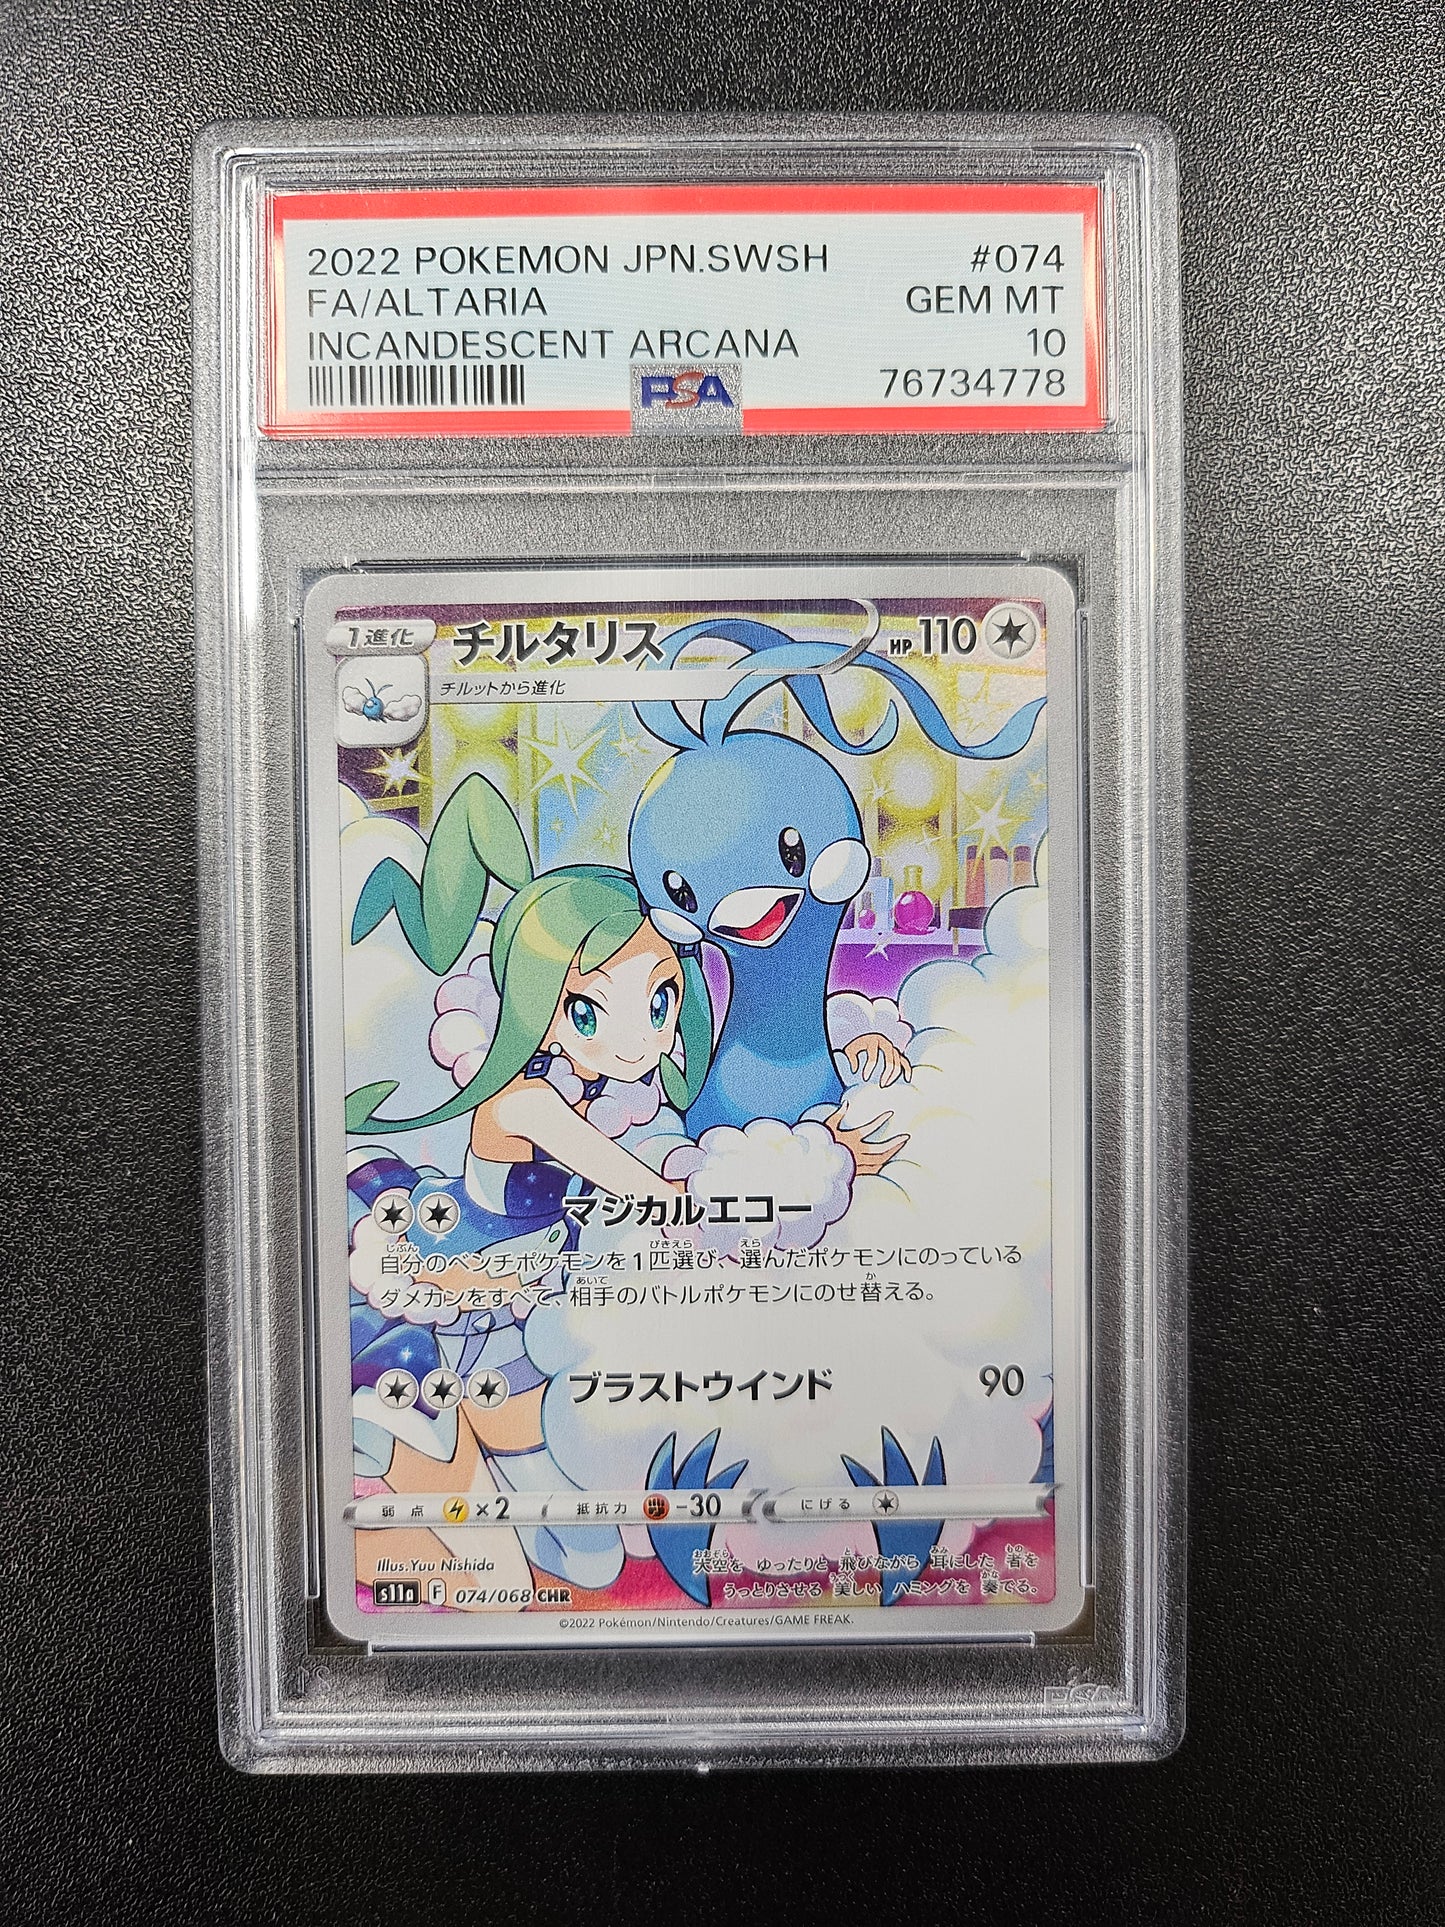 2022 POKEMON JPN.SWSH #074
FA/ALTARIA GEM MT
INCANDESCENT ARCANA 10
PSA 76734778
1進化 チルタリス HP 110
チルットから進化
マジカルエコー
自分のベンチポケモンを1匹選び、選んだポケモンにのっている
ダメカンをすべて、相手のバトルポケモンにのせ替える。
ブラストウインド 90
弱点 ×2 抵抗力 -30 にげる
Illus.Yuu Nishida
大空を ゆったりと 飛びながら 耳にした 者を
うっとりさせる 美しい ハミングを 奏でる。
s11a F 074/068 CHR
©2022 Pokémon/Nintendo/Creatures/GAME FREAK.
PSA